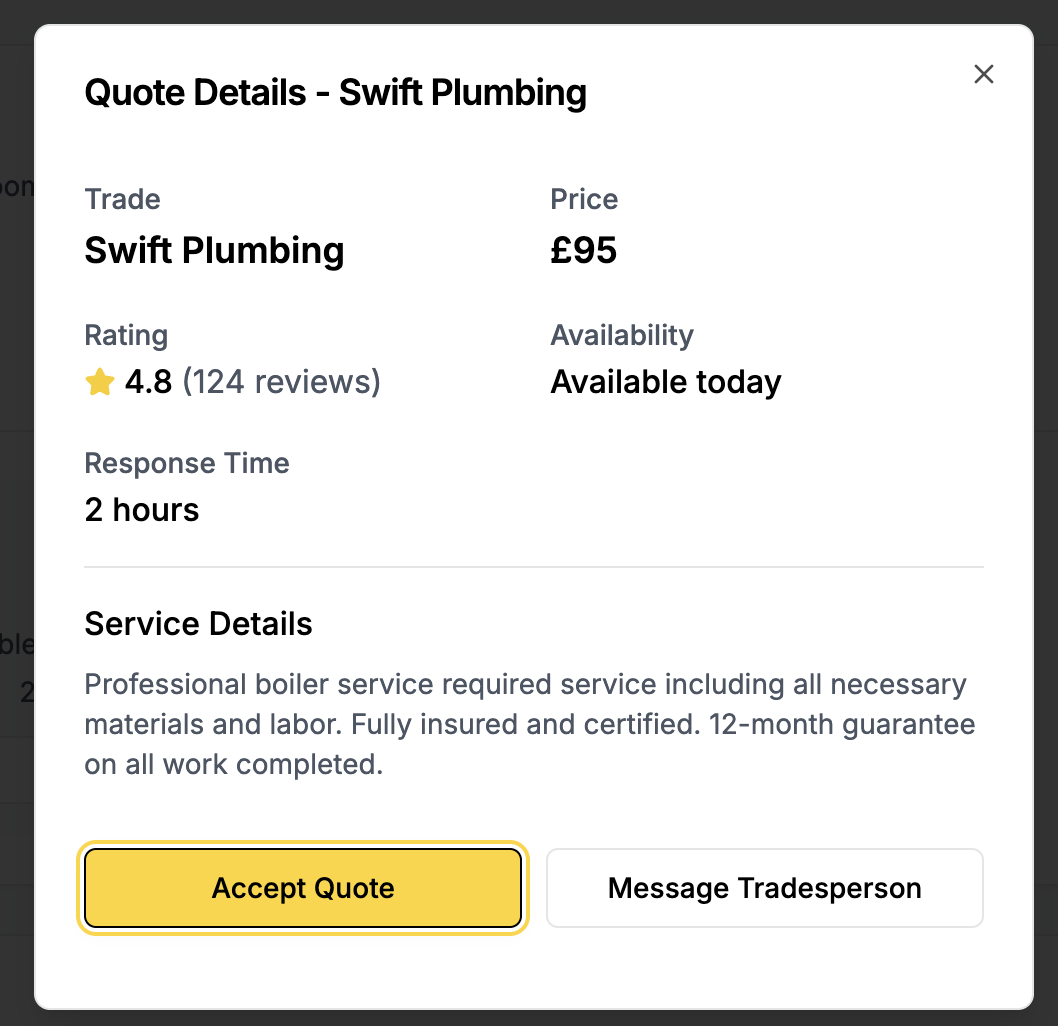 Quote Details - Swift Plumbing
Trade
Swift Plumbing
Price
£95
Rating
4.8 (124 reviews)
Availability
Available today
Response Time
2 hours
Service Details
Professional boiler service required service including all necessary
materials and labor. Fully insured and certified. 12-month guarantee
on all work completed.
Accept Quote
Message Tradesperson